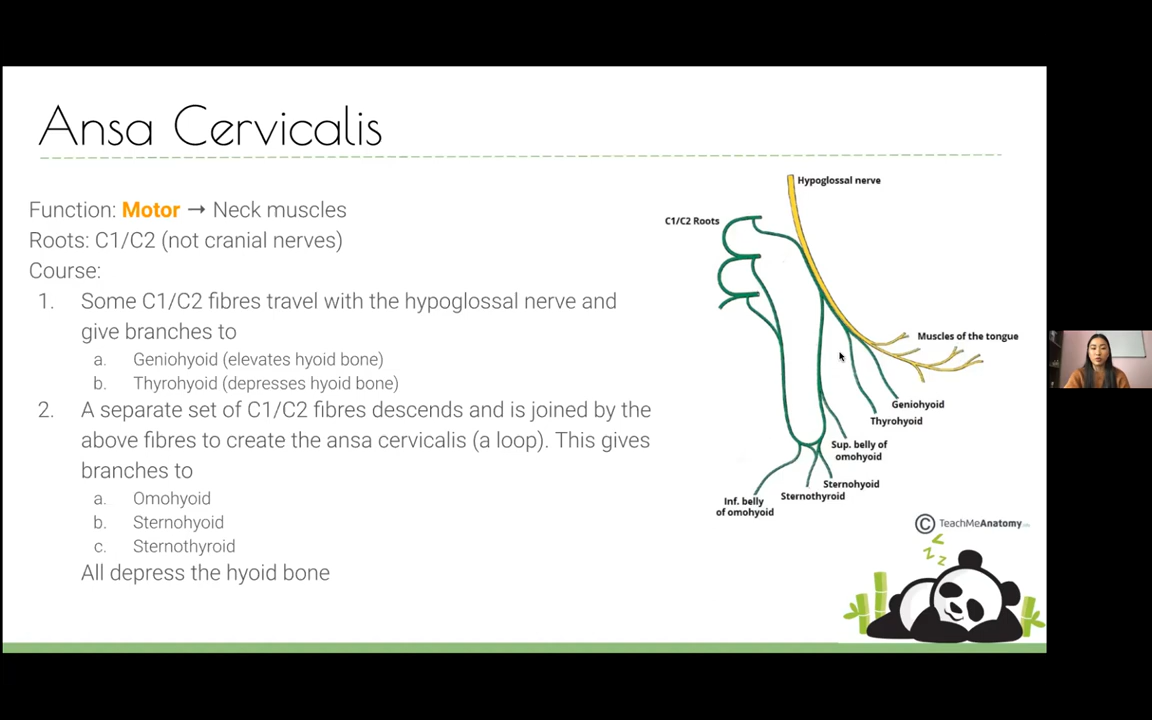 Ansa Cervicalis
Function: Motor → Neck muscles
Roots: C1/C2 (not cranial nerves)
Course:
1. Some C1/C2 fibres travel with the hypoglossal nerve and
give branches to
a. Geniohyoid (elevates hyoid bone)
b. Thyrohyoid (depresses hyoid bone)
2. A separate set of C1/C2 fibres descends and is joined by the
above fibres to create the ansa cervicalis (a loop). This gives
branches to
a. Omohyoid
b. Sternohyoid
c. Sternothyroid
All depress the hyoid bone
Hypoglossal nerve
C1/C2 Roots
Muscles of the tongue
Geniohyoid
Thyrohyoid
Sup. belly of
omohyoid
Sternohyoid
Sternothyroid
Inf. belly
of omohyoid
© TeachMeAnatomy
z z z